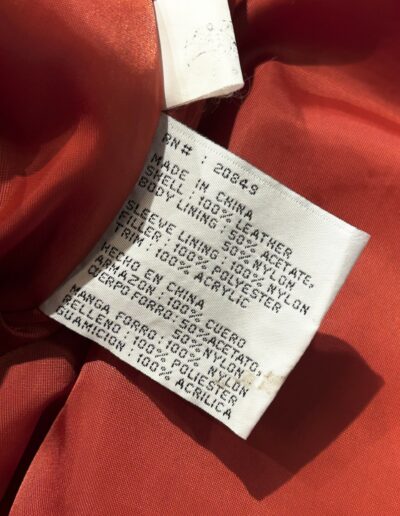 RN# : 20849
MADE IN CHINA
SHELL : 100% LEATHER
BODY LINING : 50% ACETATE,
50% NYLON
SLEEVE LINING : 100% NYLON
FILLER : 100% POLYESTER
TRIM : 100% ACRYLIC
HECHO EN CHINA
ARMAZON : 100% CUERO
CUERPO FORRO : 50% ACETATO,
50% NYLON
MANGA FORRO : 100% NYLON
RELLENO : 100% POLIESTER
GUARNICION : 100% ACRILICA